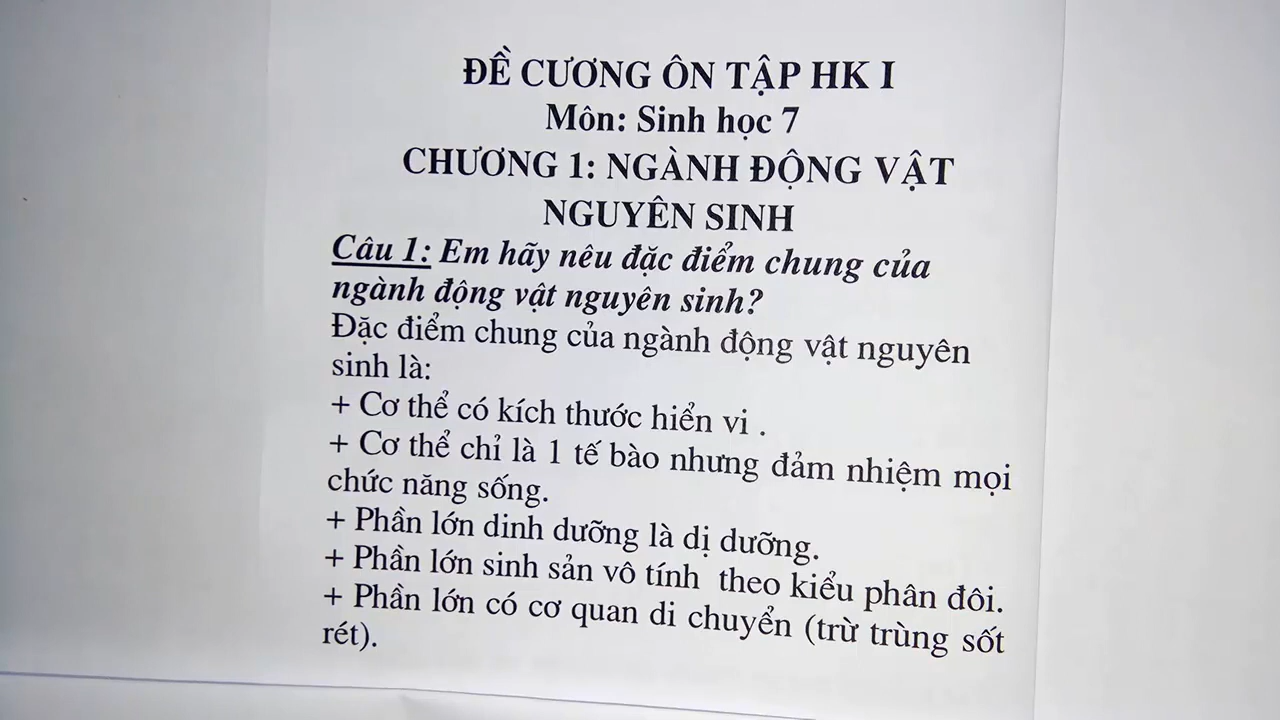 ĐỀ CƯƠNG ÔN TẬP HK I
Môn: Sinh học 7
CHƯƠNG 1: NGÀNH ĐỘNG VẬT
NGUYÊN SINH
Câu 1: Em hãy nêu đặc điểm chung của
ngành động vật nguyên sinh?
Đặc điểm chung của ngành động vật nguyên
sinh là:
+ Cơ thể có kích thước hiển vi .
+ Cơ thể chỉ là 1 tế bào nhưng đảm nhiệm mọi
chức năng sống.
+ Phần lớn dinh dưỡng là dị dưỡng.
+ Phần lớn sinh sản vô tính  theo kiểu phân đôi.
+ Phần lớn có cơ quan di chuyển (trừ trùng sốt
rét).